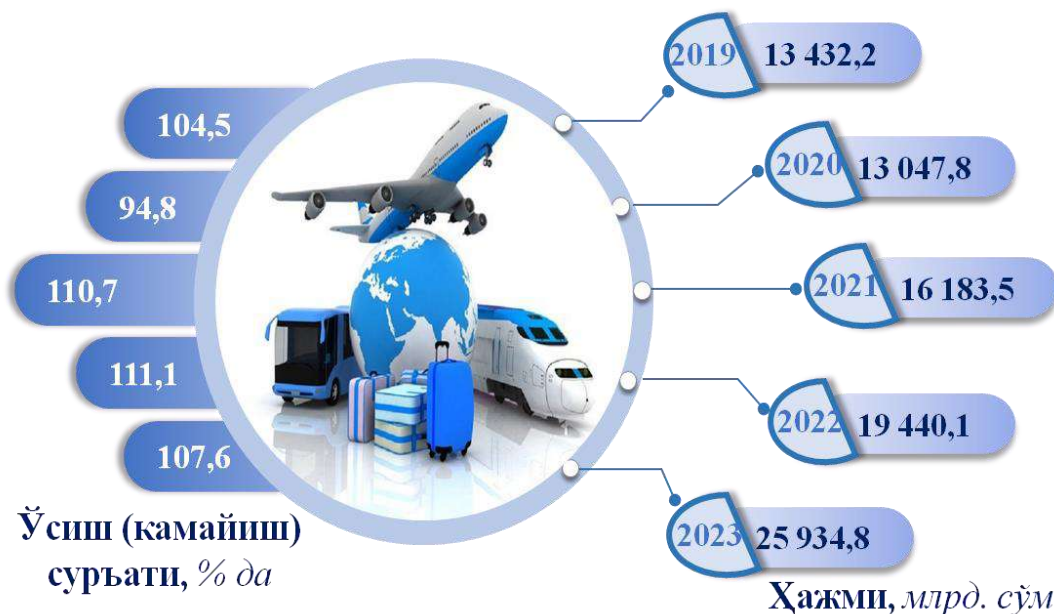 104,5
94,8
110,7
111,1
107,6
Ўсиш (камайиш)
суръати, % да
2019 13 432,2
2020 13 047,8
2021 16 183,5
2022 19 440,1
2023 25 934,8
Ҳажми, млрд. сўм